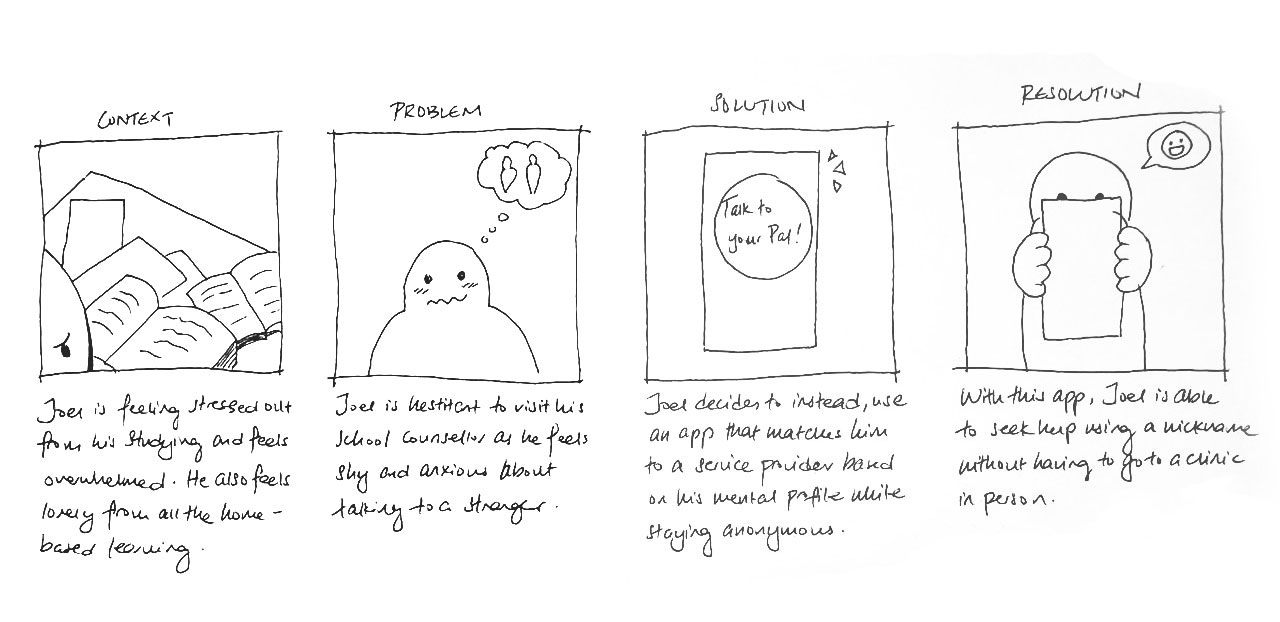 CONTEXT
Joel is feeling stressed out
from his studying and feels
overwhelmed. He also feels
lonely from all the home-
based learning.
PROBLEM
Joel is hestitant to visit his
school counsellor as he feels
shy and anxious about
talking to a stranger.
SOLUTION
Talk to
your Pal!
Joel decides to instead, use
an app that matches him
to a service provider based
on his mental profile while
staying anonymous.
RESOLUTION
With this app, Joel is able
to seek help using a nickname
without having to go to a clinic
in person.